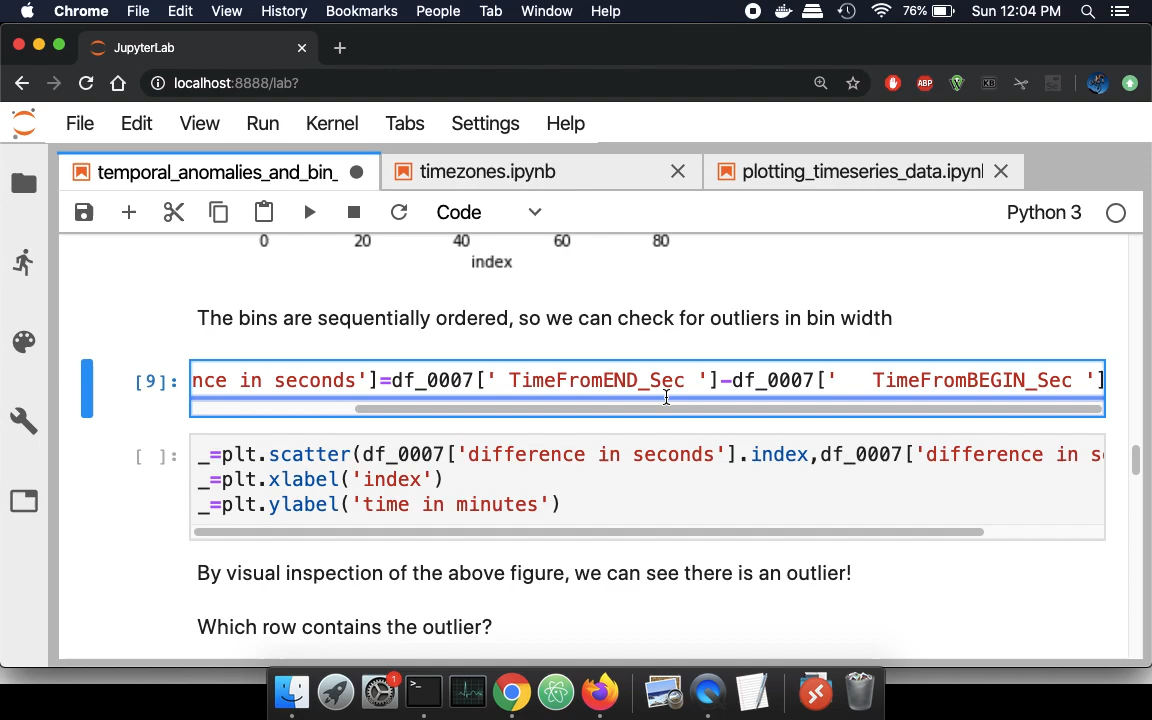 Chrome File Edit View History Bookmarks People Tab Window Help 76% Sun 12:04 PM
JupyterLab
localhost:8888/lab?
ABP
File Edit View Run Kernel Tabs Settings Help
temporal_anomalies_and_bin_ timezones.ipynb plotting_timeseries_data.ipynl
Code Python 3
0 20 40 60 80
index
The bins are sequentially ordered, so we can check for outliers in bin width
[9]: nce in seconds']=df_0007[' TimeFromEND_Sec ']-df_0007['   TimeFromBEGIN_Sec ']
[ ]: _=plt.scatter(df_0007['difference in seconds'].index,df_0007['difference in s
_=plt.xlabel('index')
_=plt.ylabel('time in minutes')
By visual inspection of the above figure, we can see there is an outlier!
Which row contains the outlier?
1